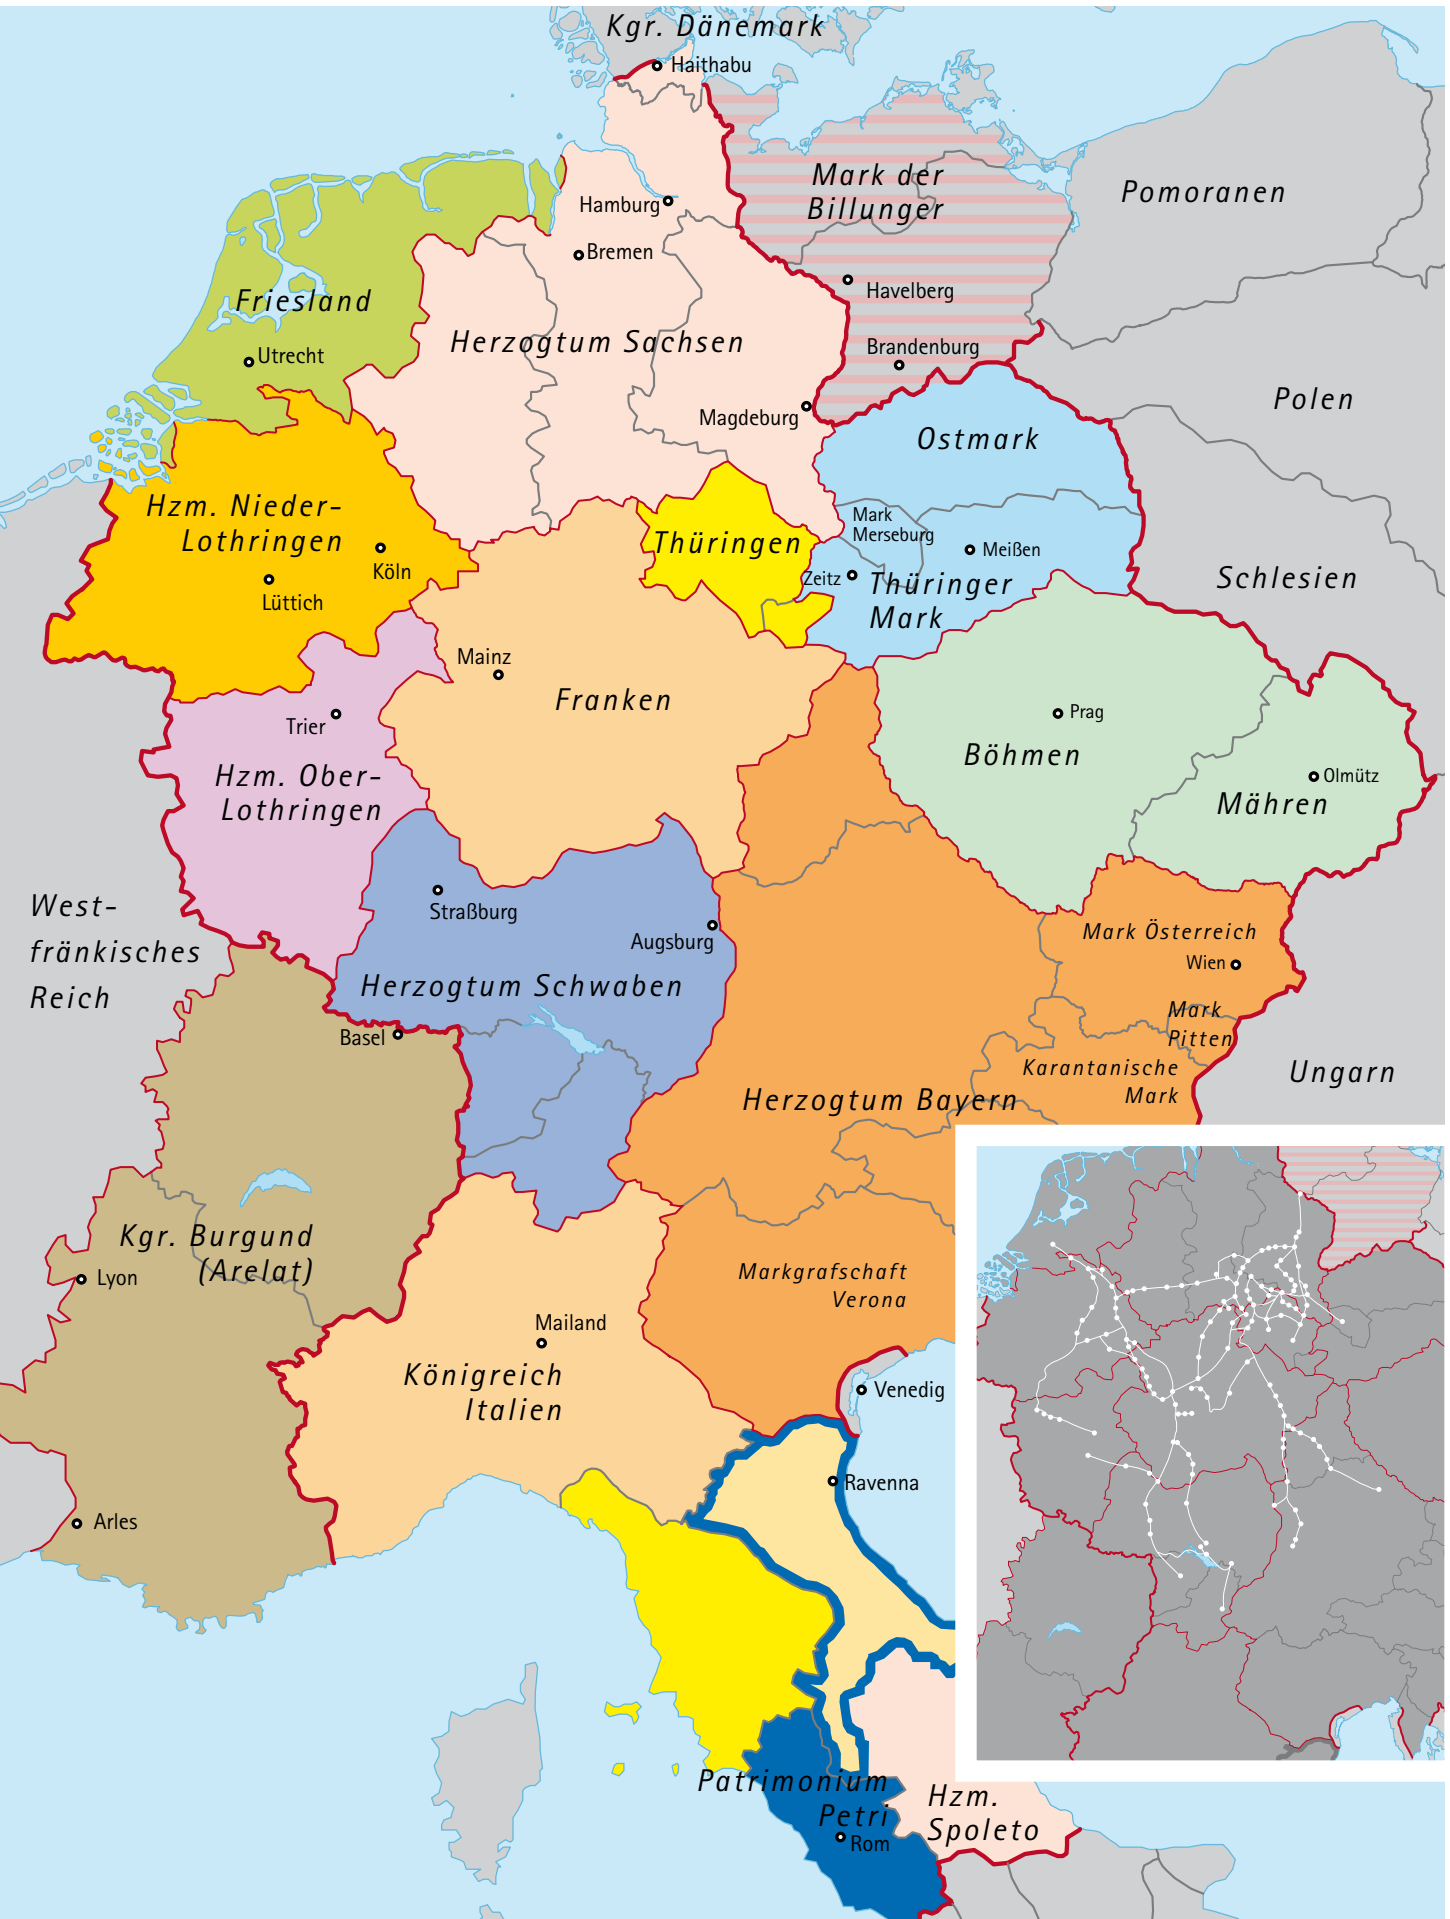 Kgr. Dänemark
Haithabu
Mark der
Billunger
Pomoranen
Hamburg
Bremen
Havelberg
Friesland
Herzogtum Sachsen
Utrecht
Brandenburg
Polen
Magdeburg
Ostmark
Hzm. Nieder-
Lothringen
Mark
Merseburg
Thüringen
Meißen
Köln
Zeitz
Thüringer
Mark
Schlesien
Lüttich
Mainz
Franken
Trier
Prag
Böhmen
Hzm. Ober-
Lothringen
Olmütz
Mähren
West-
fränkisches
Reich
Straßburg
Augsburg
Mark Österreich
Wien
Herzogtum Schwaben
Mark
Pitten
Basel
Karantanische
Mark
Ungarn
Herzogtum Bayern
Kgr. Burgund
(Arelat)
Lyon
Markgrafschaft
Verona
Mailand
Königreich
Italien
Venedig
Ravenna
Arles
Patrimonium
Petri
Rom
Hzm.
Spoleto